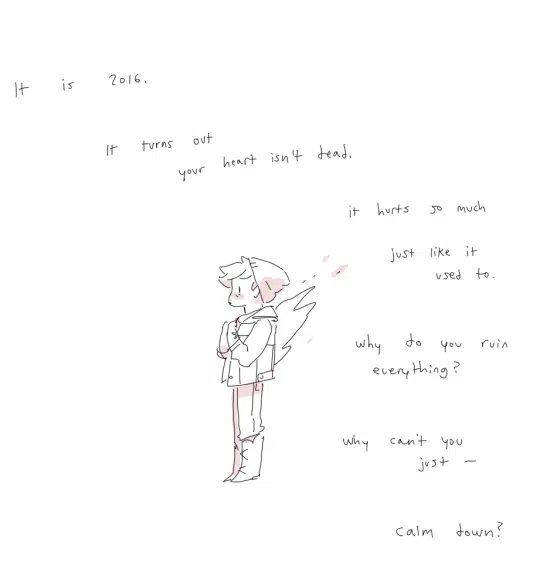 It is 2016.
It turns out
your heart isn't dead.
it hurts so much
just like it
used to.
why do you ruin
everything?
why can't you
just —
calm down?